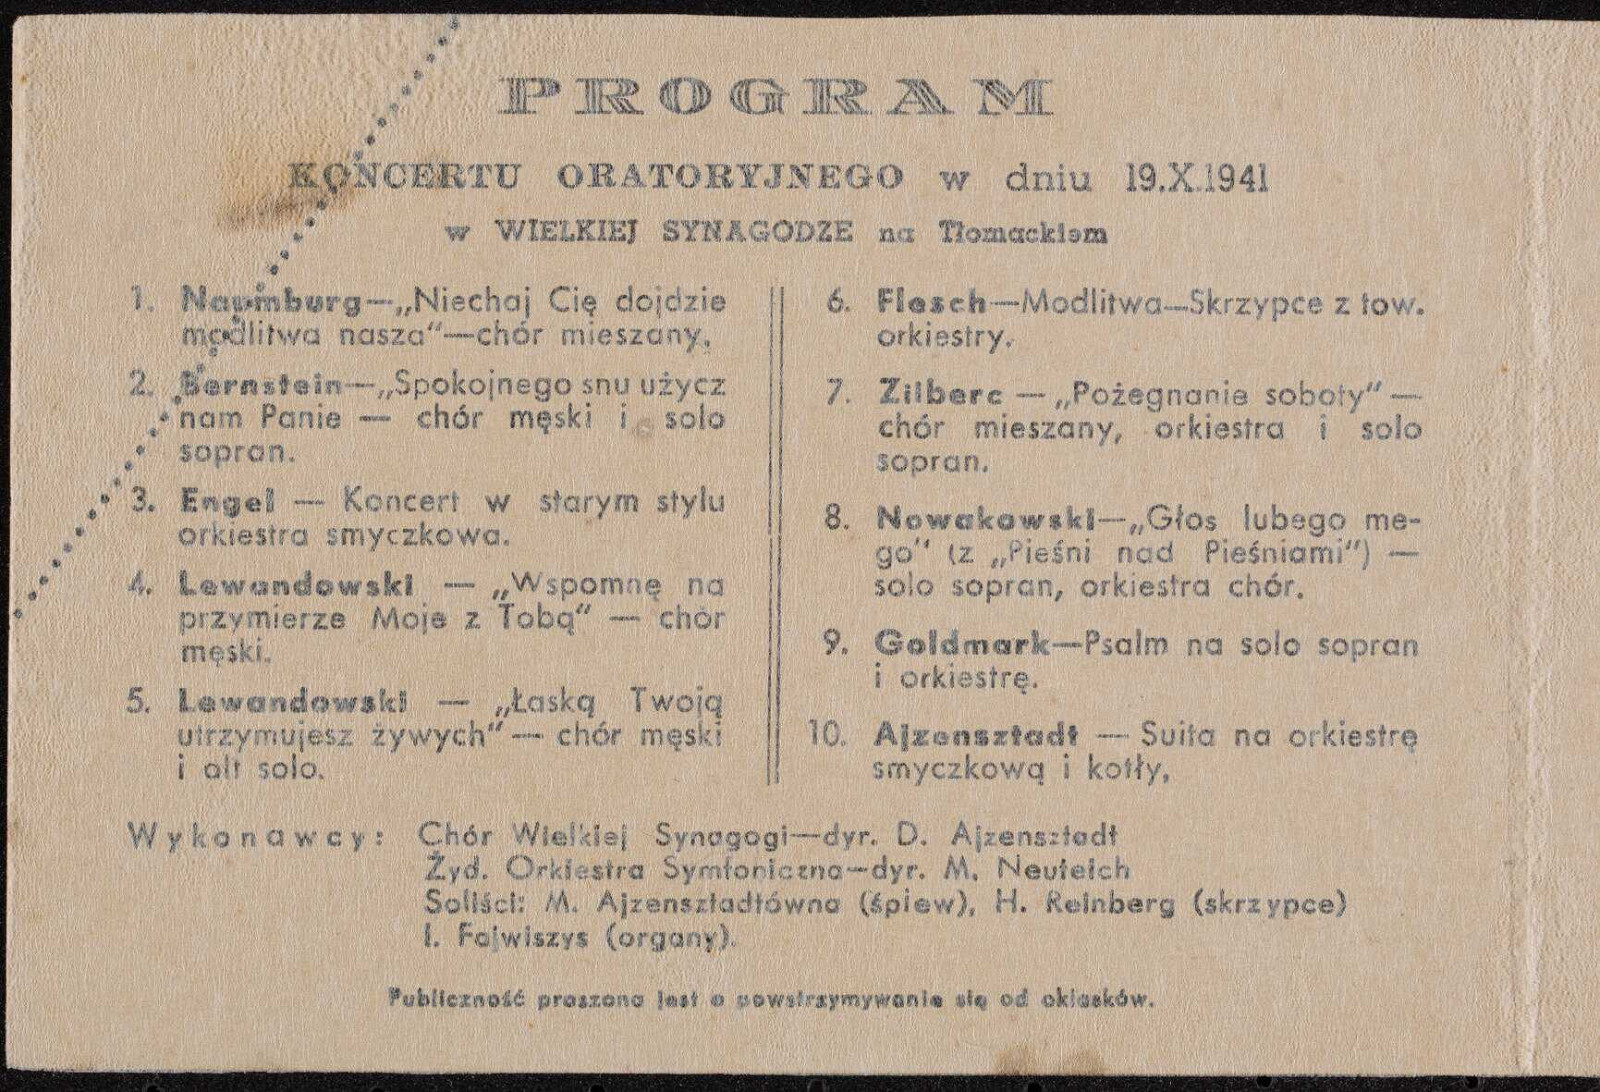 PROGRAM
KONCERTU ORATORYJNEGO w dniu 19.X.1941
w WIELKIEJ SYNAGODZE na Tłomackiem
1. Naumburg—„Niechaj Cię dojdzie
modlitwa nasza“—chór mieszany.
2. Bernstein—„Spokojnego snu użycz
nam Panie — chór męski i solo
sopran.
3. Engel — Koncert w starym stylu
orkiestra smyczkowa.
4. Lewandowski — „Wspomnę na
przymierze Moje z Tobą“ — chór
męski.
5. Lewandowski — „Łaską Twoją
utrzymujesz żywych“ — chór męski
i alt solo.
6. Flesch—Modlitwa—Skrzypce z tow.
orkiestry.
7. Zilberc — „Pożegnanie soboty“ —
chór mieszany, orkiestra i solo
sopran.
8. Nowakowski—„Głos lubego me-
go“ (z „Pieśni nad Pieśniami“) —
solo sopran, orkiestra chór.
9. Goldmark—Psalm na solo sopran
i orkiestrę.
10. Ajzensztadt — Suita na orkiestrę
smyczkową i kotły,
Wykonawcy: Chór Wielkiej Synagogi—dyr. D. Ajzensztadt
Żyd. Orkiestra Symfoniczna—dyr. M. Neuteich
Soliści: M. Ajzensztadtówna (śpiew), H. Reinberg (skrzypce)
I. Fajwiszys (organy).
Publiczność proszona jest o powstrzymywanie się od oklasków.